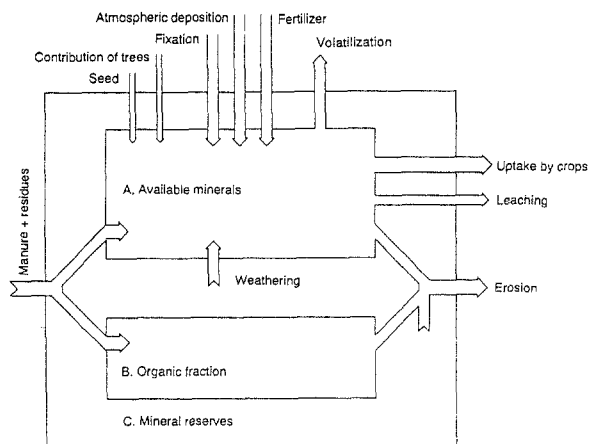 Atmospheric deposition
Fertilizer
Fixation
Volatilization
Contribution of trees
Seed
Manure + residues
A. Available minerals
Uptake by crops
Leaching
Weathering
Erosion
B. Organic fraction
C. Mineral reserves